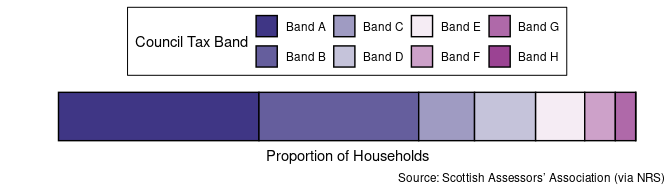 Council Tax Band
Band A
Band C
Band E
Band G
Band B
Band D
Band F
Band H
Proportion of Households
Source: Scottish Assessors' Association (via NRS)